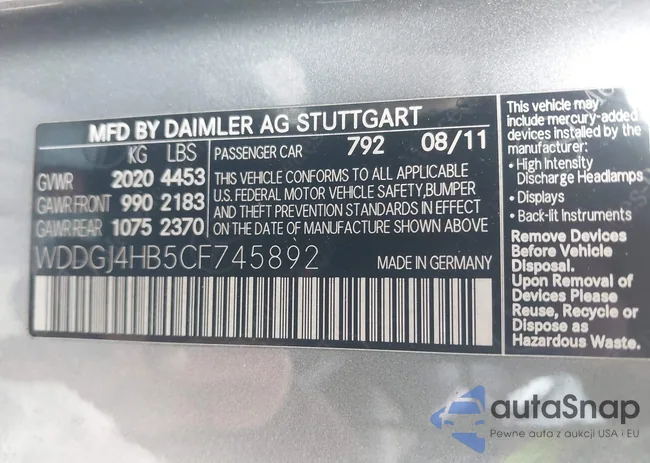 MFD BY DAIMLER AG STUTTGART
KG LBS
PASSENGER CAR 792 08/11
GVWR 2020 4453
GAWR FRONT 990 2183
GAWR REAR 1075 2370
THIS VEHICLE CONFORMS TO ALL APPLICABLE
U.S. FEDERAL MOTOR VEHICLE SAFETY,BUMPER
AND THEFT PREVENTION STANDARDS IN EFFECT
ON THE DATE OF MANUFACTURE SHOWN ABOVE
WDDGJ4HB5CF745892 MADE IN GERMANY
This vehicle may
include mercury-added
devices installed by the
manufacturer:
• High Intensity
Discharge Headlamps
• Displays
• Back-lit Instruments
Remove Devices
Before Vehicle
Disposal.
Upon Removal of
Devices Please
Reuse, Recycle or
Dispose as
Hazardous Waste.
autaSnap
Pewne auta z aukcji USA i EU